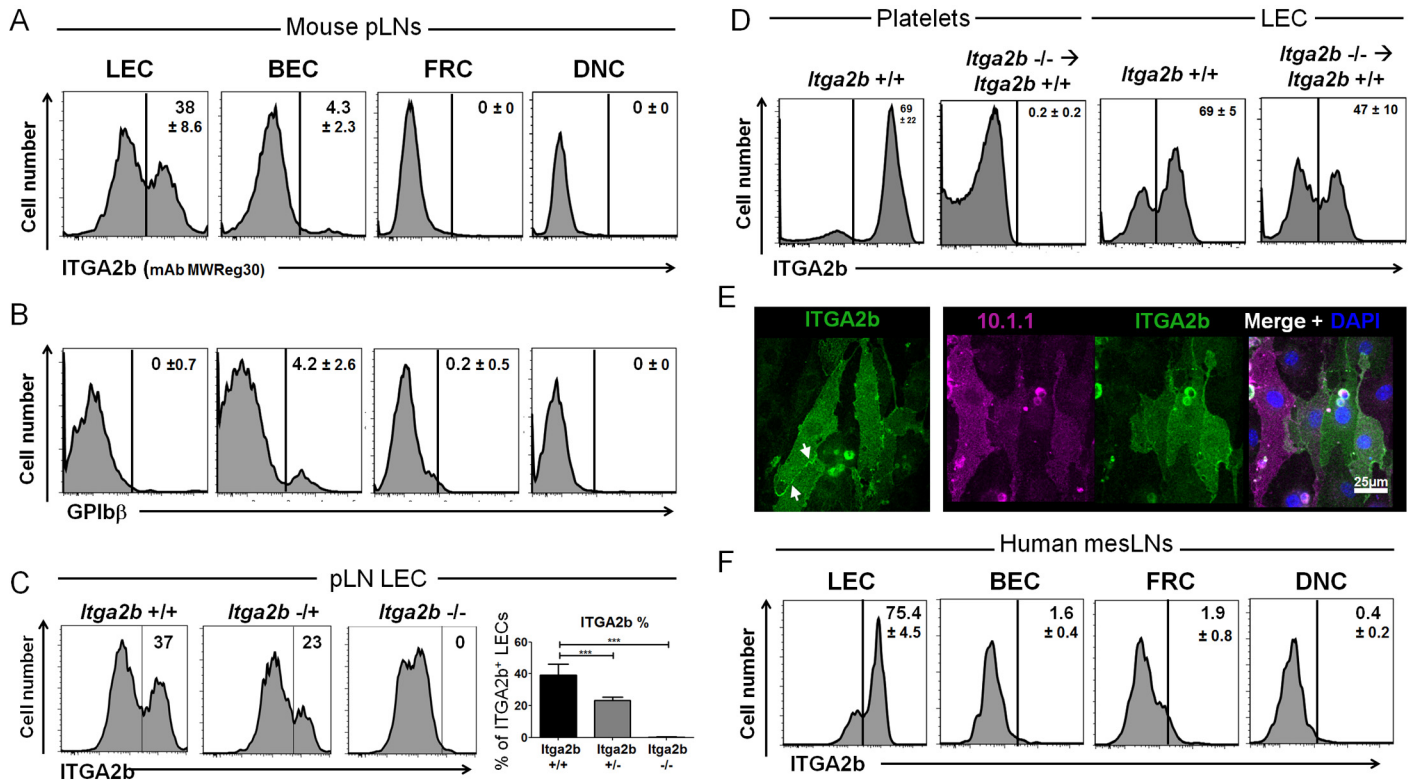 A
Mouse pLNs
LEC BEC FRC DNC
38 ± 8.6
4.3 ± 2.3
0 ± 0
0 ± 0
Cell number
ITGA2b (mAb MWReg30)
B
0 ±0.7
4.2 ± 2.6
0.2 ± 0.5
0 ± 0
Cell number
GPIbβ
C
pLN LEC
Itga2b +/+ Itga2b -/+ Itga2b -/-
37
23
0
Cell number
ITGA2b
ITGA2b %
% of ITGA2b+ LECs
60
40
20
0
***
***
Itga2b +/+
Itga2b +/-
Itga2b -/-
D
Platelets
LEC
Itga2b +/+
Itga2b -/- →
Itga2b +/+
Itga2b +/+
Itga2b -/- →
Itga2b +/+
69 ± 22
0.2 ± 0.2
69 ± 5
47 ± 10
Cell number
ITGA2b
E
ITGA2b
10.1.1
ITGA2b
Merge + DAPI
25µm
F
Human mesLNs
LEC BEC FRC DNC
75.4 ± 4.5
1.6 ± 0.4
1.9 ± 0.8
0.4 ± 0.2
Cell number
ITGA2b